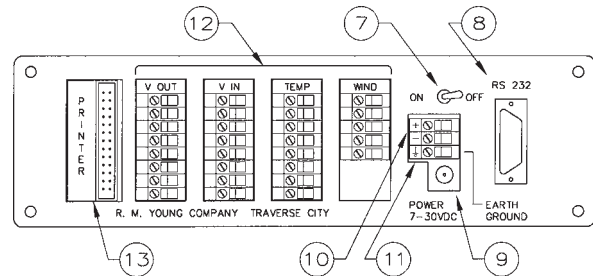 12
7
8
V OUT
V IN
TEMP
WIND
ON
OFF
RS 232
PRINTER
+
−
R. M. YOUNG COMPANY TRAVERSE CITY
POWER
7-30VDC
EARTH
GROUND
13
10
11
9